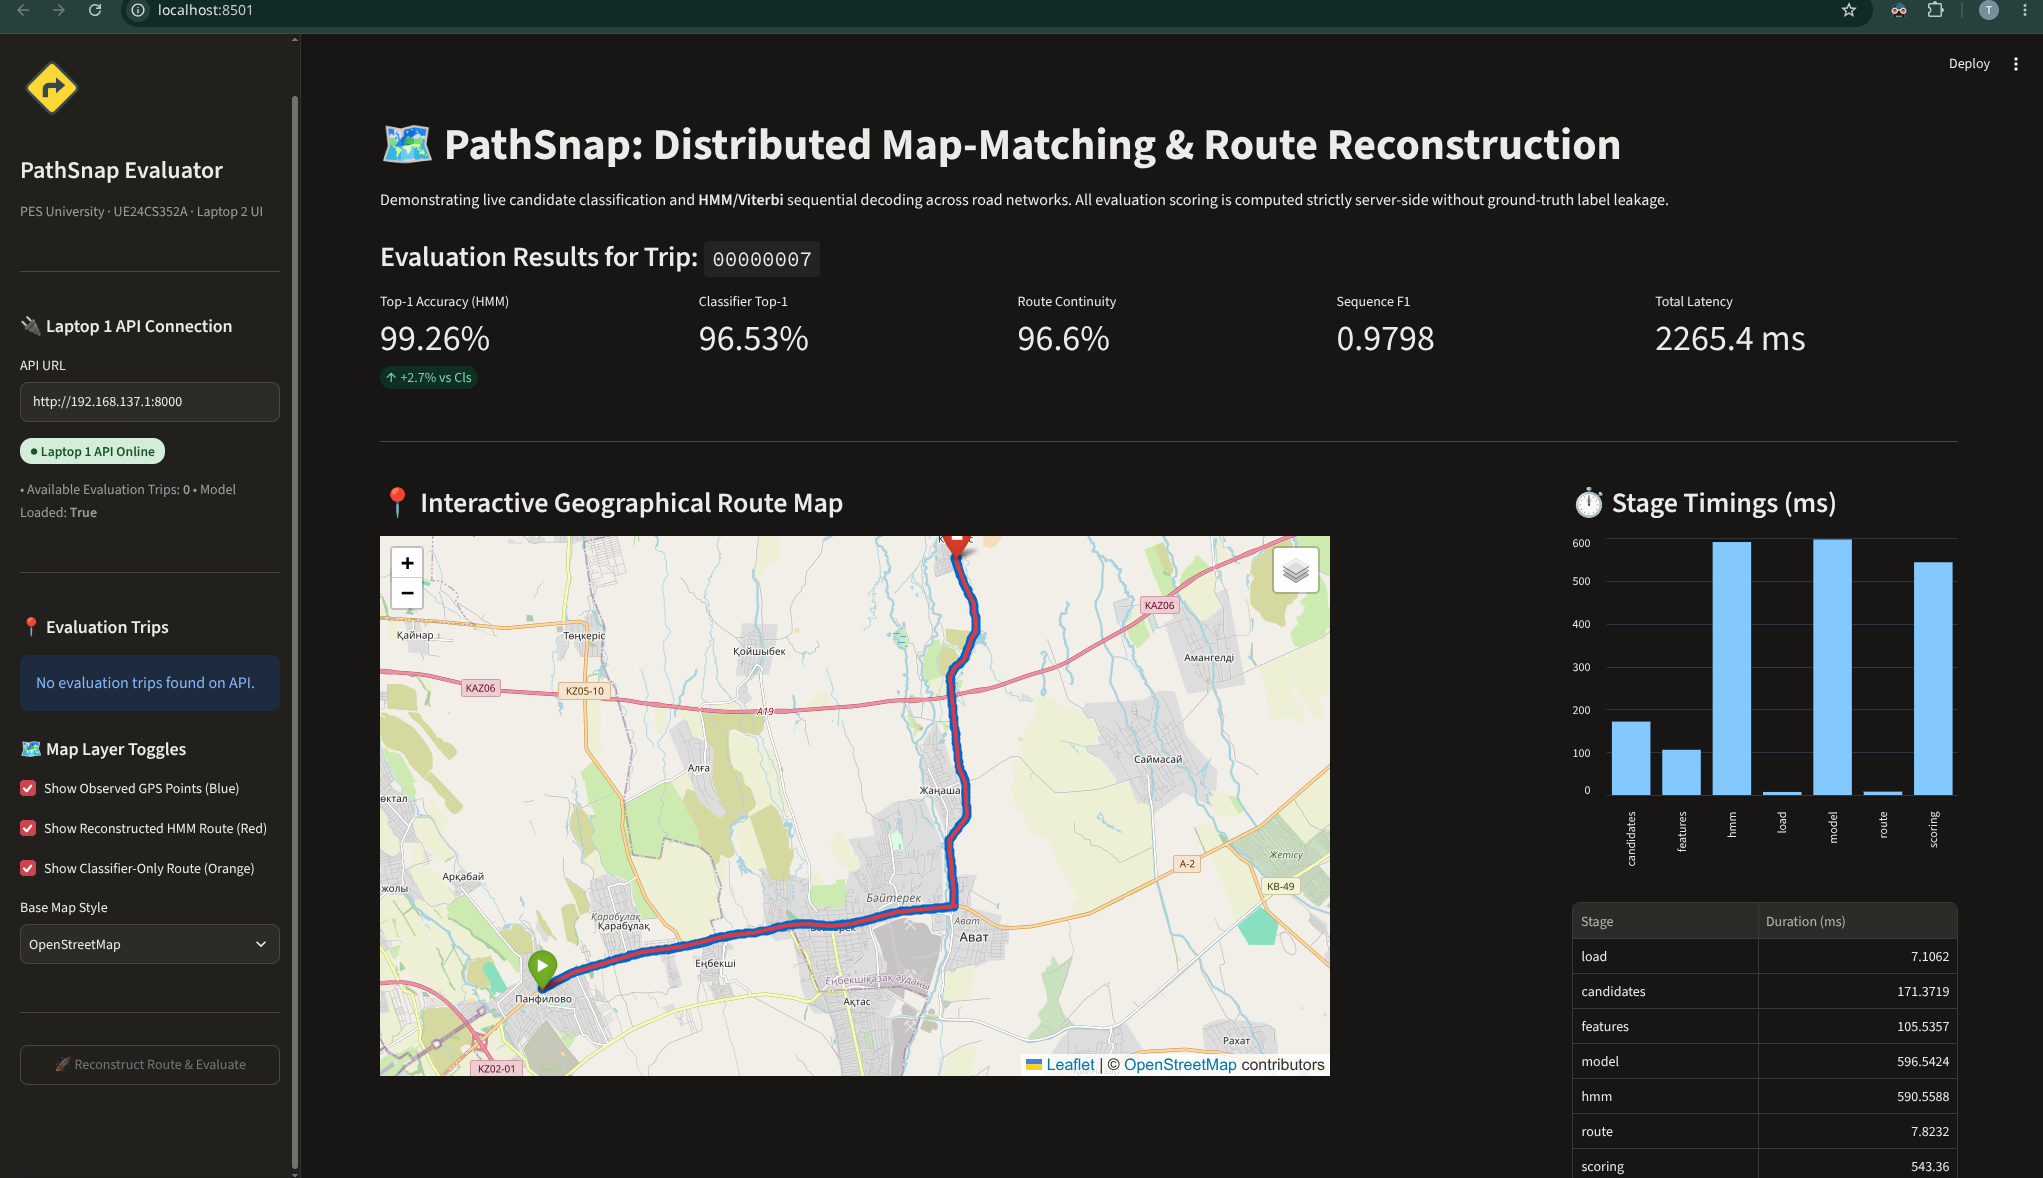 localhost:8501
T
Deploy
PathSnap Evaluator
PES University · UE24CS352A · Laptop 2 UI
Laptop 1 API Connection
API URL
http://192.168.137.1:8000
Laptop 1 API Online
• Available Evaluation Trips: 0 • Model
Loaded: True
Evaluation Trips
No evaluation trips found on API.
Map Layer Toggles
Show Observed GPS Points (Blue)
Show Reconstructed HMM Route (Red)
Show Classifier-Only Route (Orange)
Base Map Style
OpenStreetMap
Reconstruct Route & Evaluate
PathSnap: Distributed Map-Matching & Route Reconstruction
Demonstrating live candidate classification and HMM/Viterbi sequential decoding across road networks. All evaluation scoring is computed strictly server-side without ground-truth label leakage.
Evaluation Results for Trip: 00000007
Top-1 Accuracy (HMM)
99.26%
↑ +2.7% vs Cls
Classifier Top-1
96.53%
Route Continuity
96.6%
Sequence F1
0.9798
Total Latency
2265.4 ms
Interactive Geographical Route Map
+
−
KAZ06
Қайнар
Төңкеріс
Қойшыбек
Амангелді
KAZ06
KZ05-10
A19
Алға
Саймасай
Жаңаша
өктал
Жетісу
A-2
Арқабай
KB-49
жолы
Бәйтерек
Қарабұлақ
Қарабұлақ
Ават
Ават
Еңбекші
Еңбекшіқазақ ауданы
Панфилово
Ақтас
Рахат
KZ02-01
Leaflet | © OpenStreetMap contributors
Stage Timings (ms)
600
500
400
300
200
100
0
candidates
features
hmm
load
model
route
scoring
Stage Duration (ms)
load 7.1062
candidates 171.3719
features 105.5357
model 596.5424
hmm 590.5588
route 7.8232
scoring 543.36